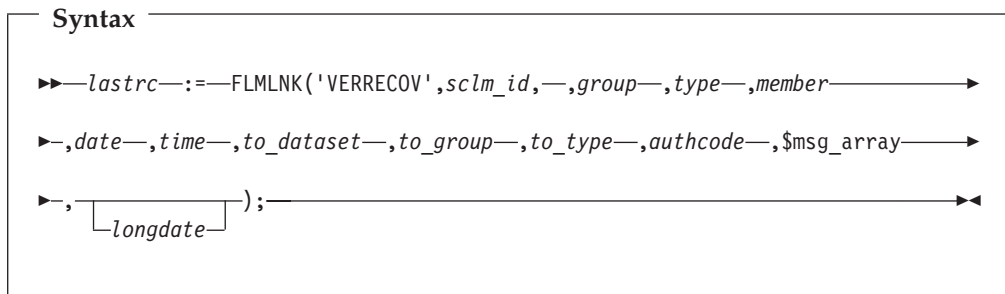 Syntax
►►—lastrc—:=—FLMLNK('VERRECOV',sclm_id,—,group—,type—,member—►
►—,date—,time—,to_dataset—,to_group—,to_type—,authcode—,$msg_array—►
►—,—);—►◄
longdate